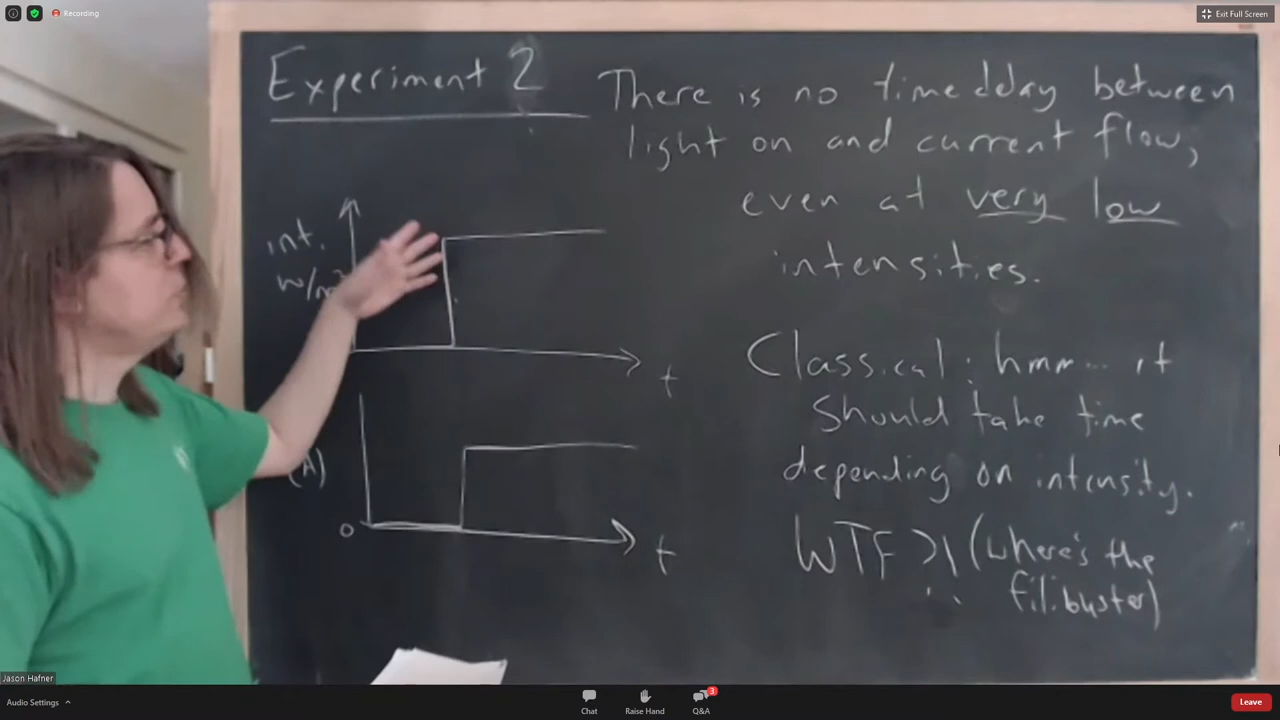 Recording
Exit Full Screen
Experiment 2
There is no time delay between
light on and current flow,
even at very low
intensities.
int.
w/m²
t
(A)
0
t
Classical: hmm... it
should take time
depending on intensity.
WTF?! (where's the
filibuster)
Jason Hafner
Audio Settings
Chat
Raise Hand
Q&A
3
Leave